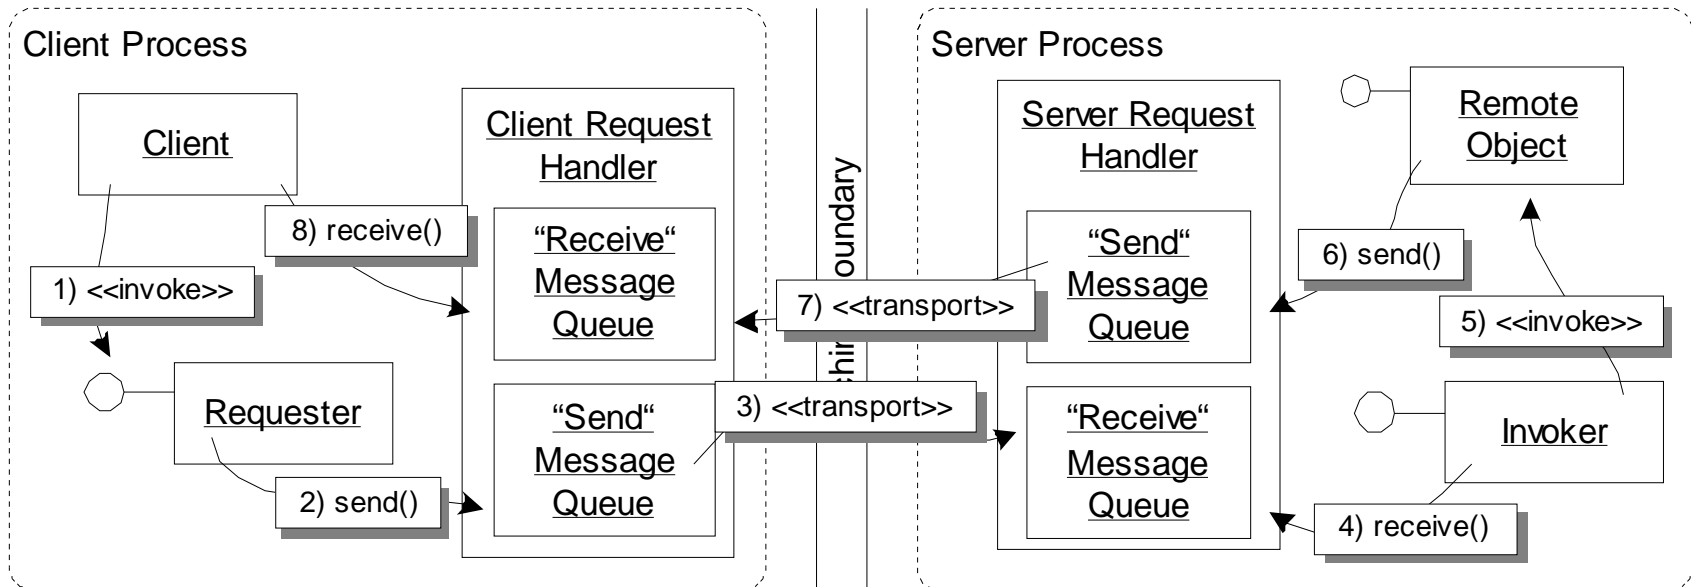 Client Process
Client
Client Request
Handler
8) receive()
“Receive“
Message
Queue
1) <<invoke>>
Requester
“Send“
Message
Queue
2) send()
7) <<transport>>
3) <<transport>>
Server Process
Server Request
Handler
Remote
Object
“Send“
Message
Queue
6) send()
5) <<invoke>>
“Receive“
Message
Queue
Invoker
4) receive()